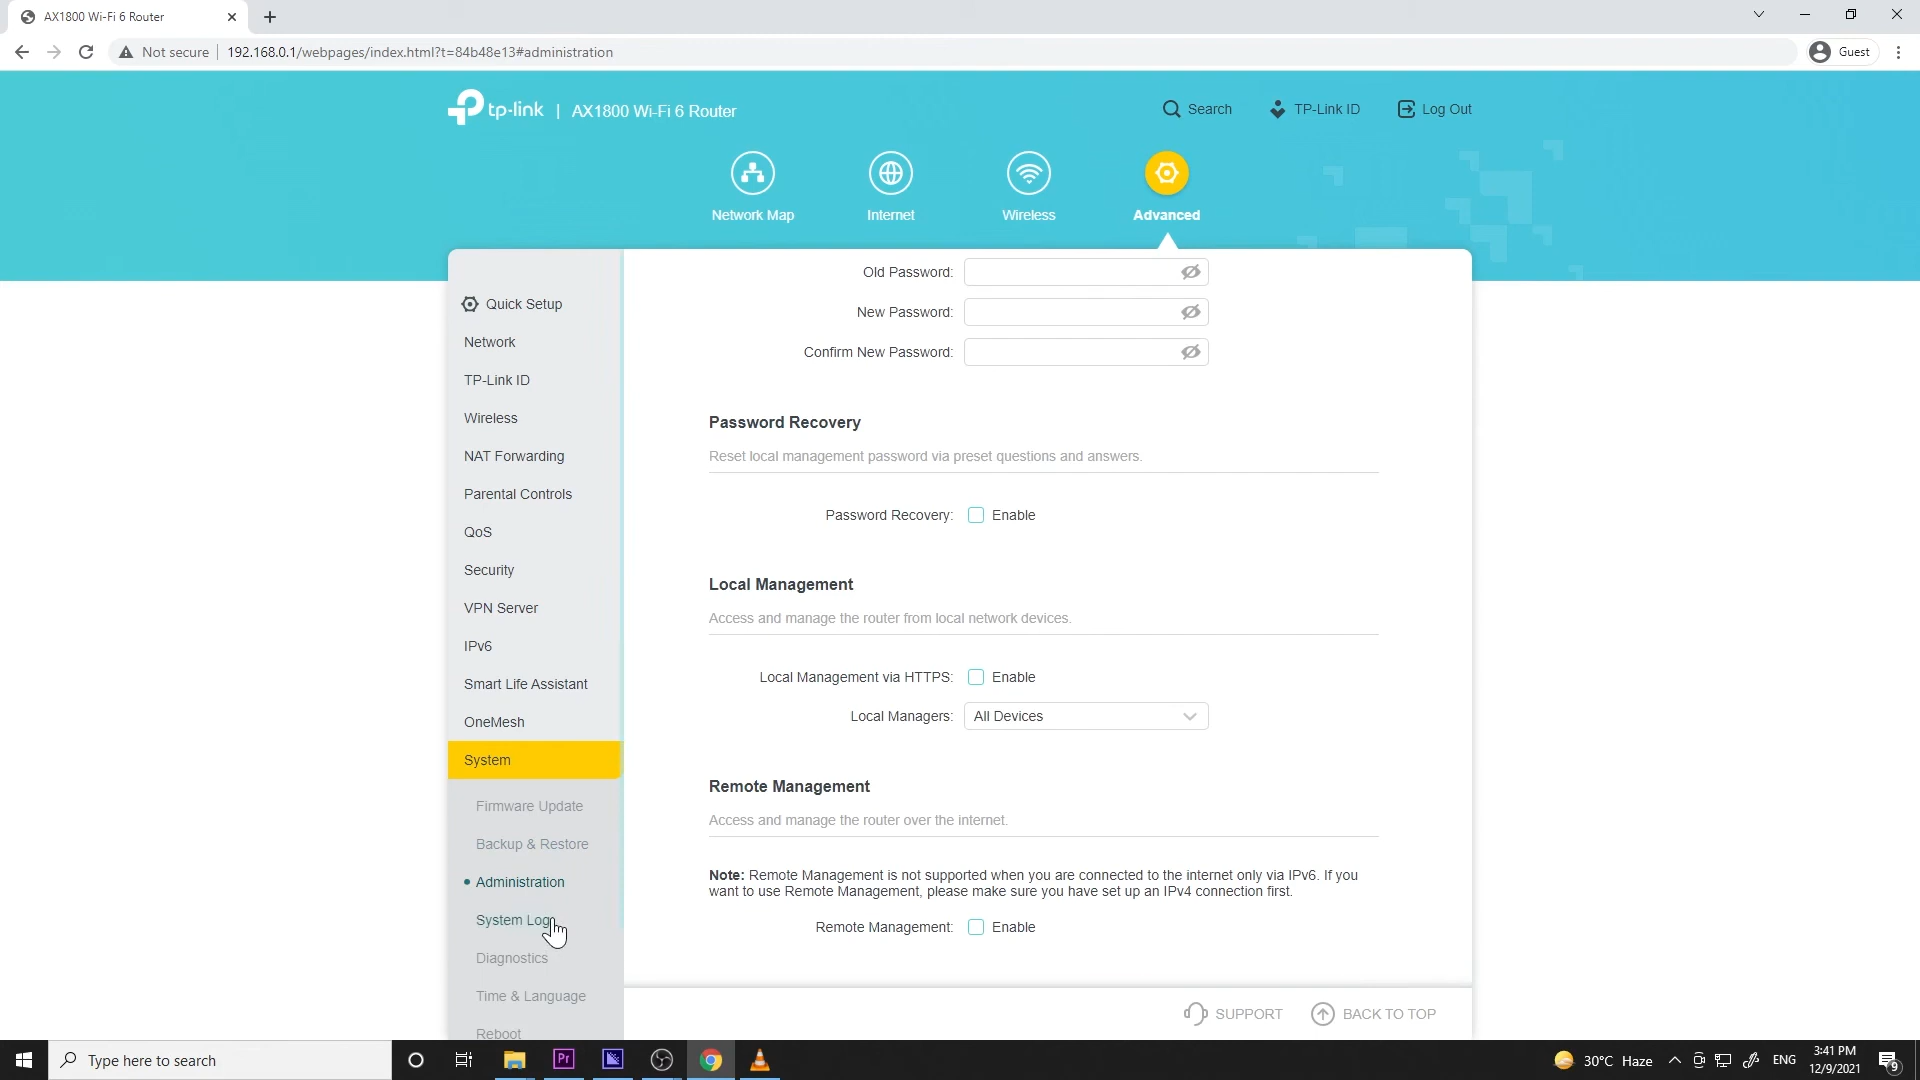 AX1800 Wi-Fi 6 Router
Not secure
192.168.0.1/webpages/index.html?t=84b48e13#administration
Guest
tp-link | AX1800 Wi-Fi 6 Router
Search
TP-Link ID
Log Out
Network Map
Internet
Wireless
Advanced
Quick Setup
Network
TP-Link ID
Wireless
NAT Forwarding
Parental Controls
QoS
Security
VPN Server
IPv6
Smart Life Assistant
OneMesh
System
Firmware Update
Backup & Restore
Administration
System Log
Diagnostics
Time & Language
Reboot
Old Password:
New Password:
Confirm New Password:
Password Recovery
Reset local management password via preset questions and answers.
Password Recovery: Enable
Local Management
Access and manage the router from local network devices.
Local Management via HTTPS: Enable
Local Managers: All Devices
Remote Management
Access and manage the router over the internet.
Note: Remote Management is not supported when you are connected to the internet only via IPv6. If you
want to use Remote Management, please make sure you have set up an IPv4 connection first.
Remote Management: Enable
SUPPORT
BACK TO TOP
Type here to search
Pr
30°C Haze
ENG
3:41 PM
12/9/2021
9